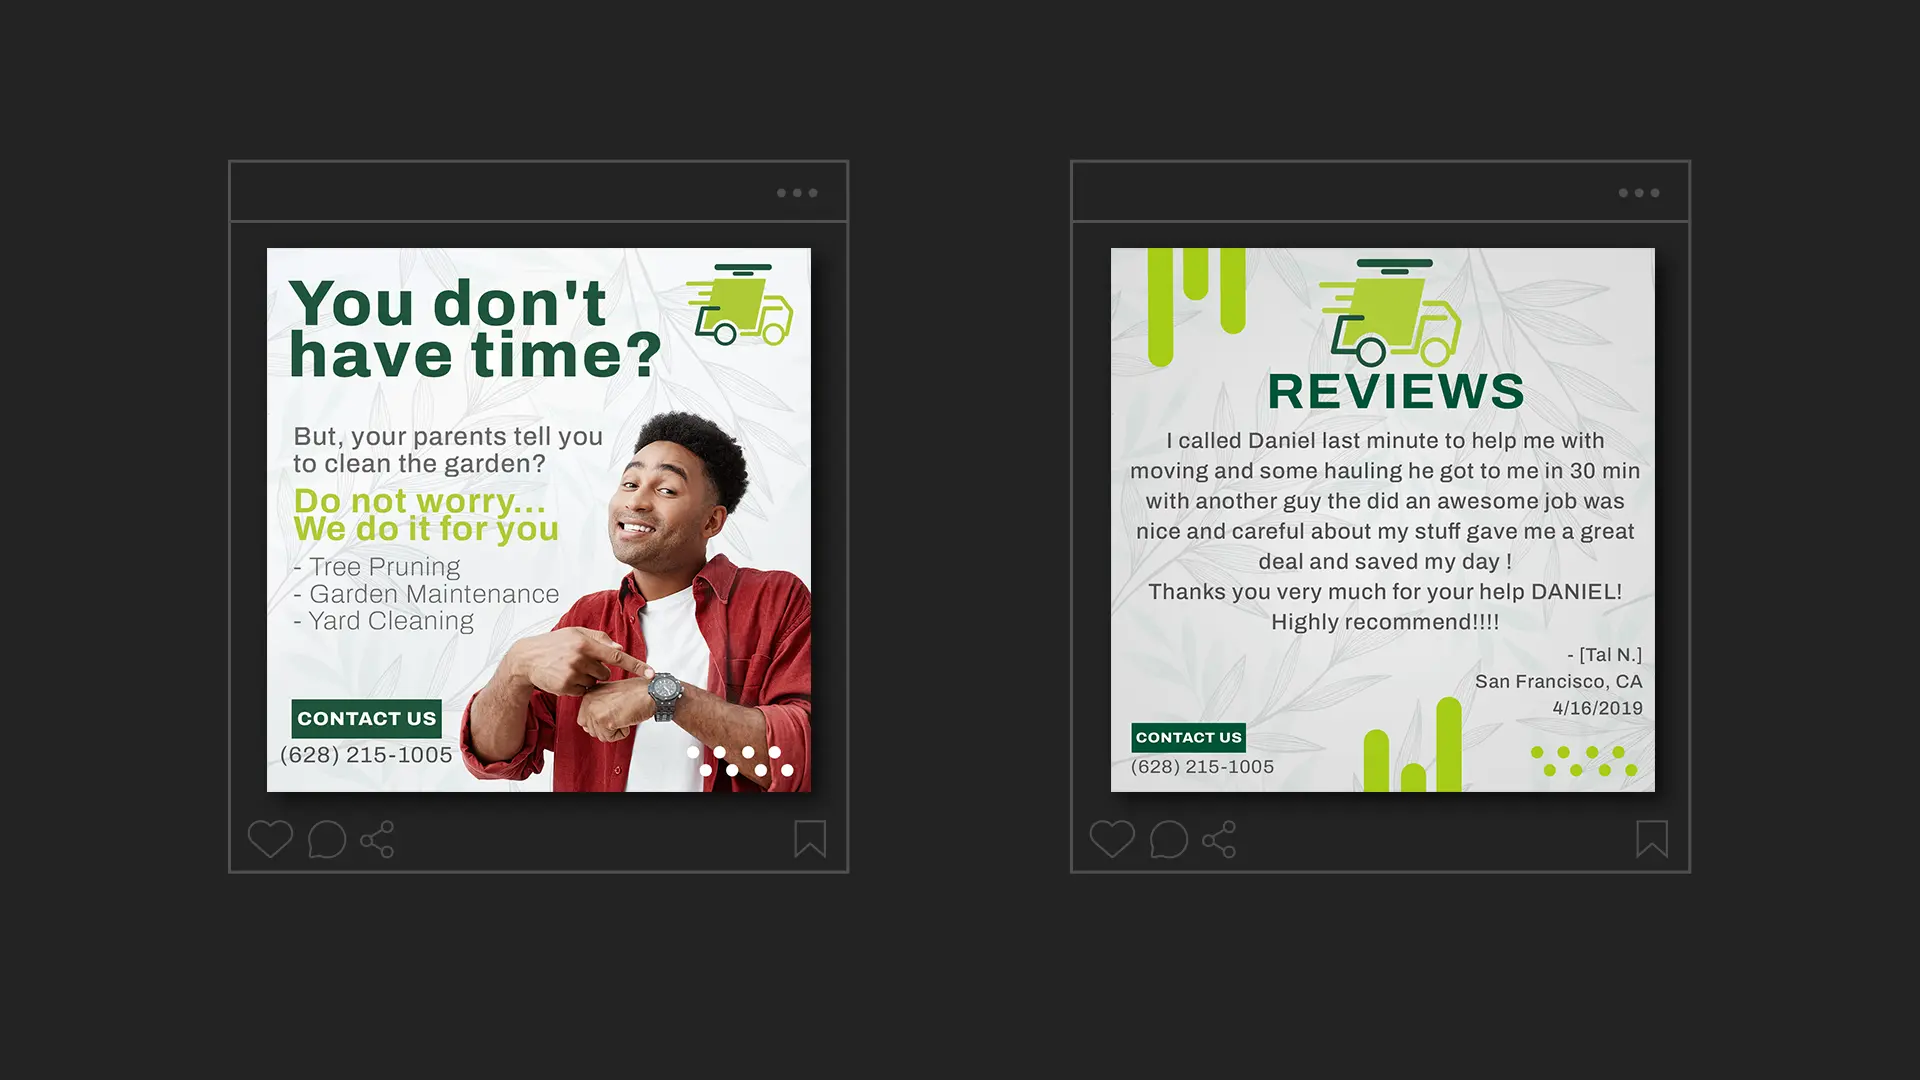 You don't
have time?
But, your parents tell you
to clean the garden?
Do not worry...
We do it for you
- Tree Pruning
- Garden Maintenance
- Yard Cleaning
CONTACT US
(628) 215-1005
REVIEWS
I called Daniel last minute to help me with
moving and some hauling he got to me in 30 min
with another guy the did an awesome job was
nice and careful about my stuff gave me a great
deal and saved my day !
Thanks you very much for your help DANIEL!
Highly recommend!!!!
- [Tal N.]
San Francisco, CA
4/16/2019
CONTACT US
(628) 215-1005